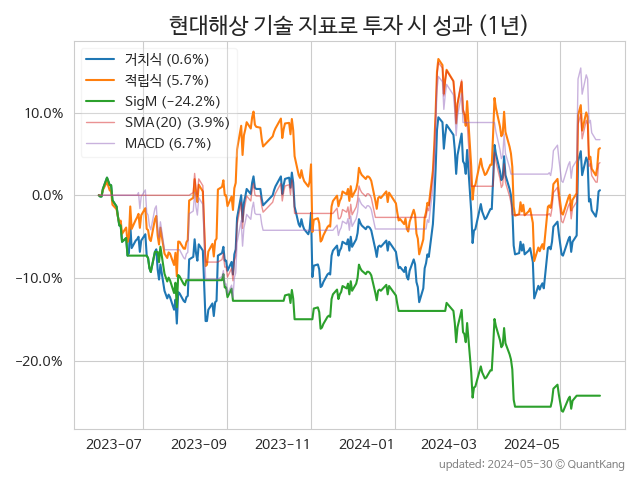 현대해상 기술 지표로 투자 시 성과 (1년)
거치식 (0.6%)
적립식 (5.7%)
SigM (−24.2%)
SMA(20) (3.9%)
MACD (6.7%)
10.0%
0.0%
−10.0%
−20.0%
2023-07 2023-09 2023-11 2024-01 2024-03 2024-05
updated: 2024-05-30 © QuantKang